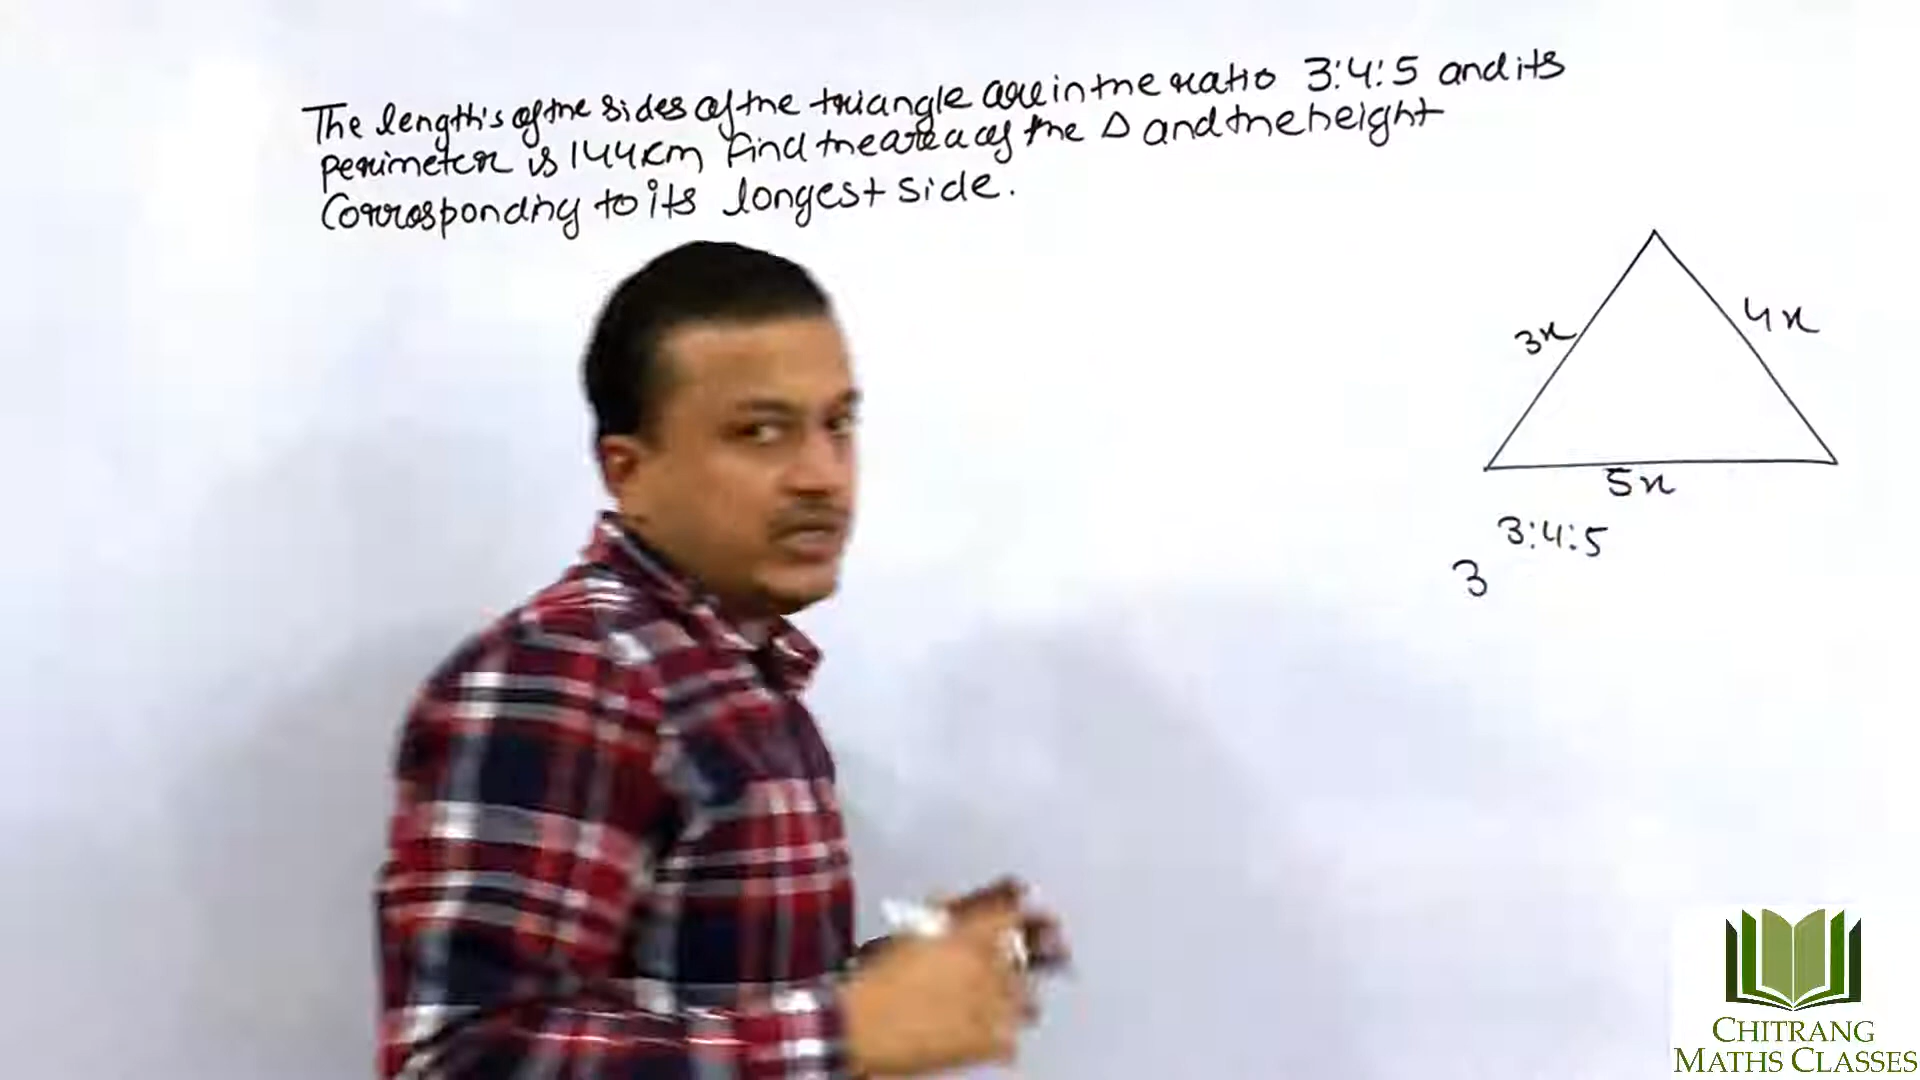 The length's of the sides of the triangle are in the ratio 3:4:5 and its
perimeter is 144cm find the area of the Δ and the height
Corrosponding to its longest side.
3x
4x
5x
3:4:5
3
CHITRANG
MATHS CLASSES